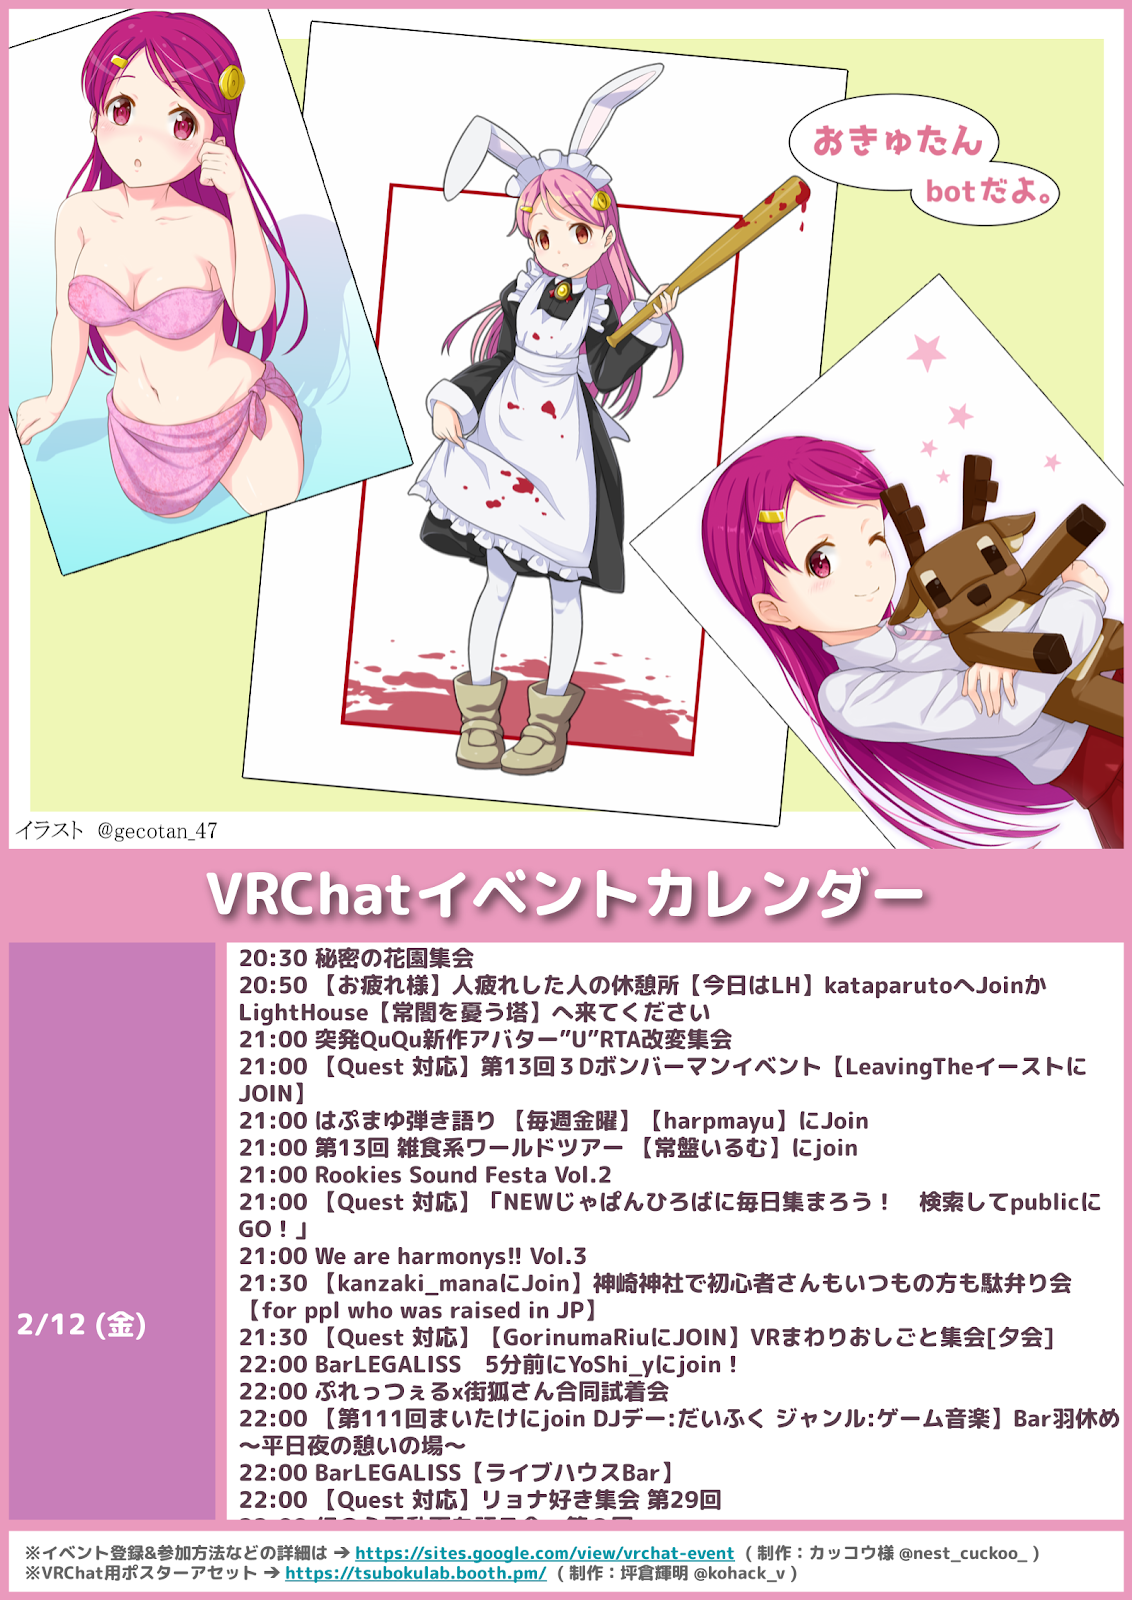 おきゅたん
botだよ。
イラスト @gecotan_47
VRChatイベントカレンダー
2/12 (金)
20:30 秘密の花園集会
20:50 【お疲れ様】人疲れした人の休憩所【今日はLH】kataparutoへJoinか
LightHouse【常闇を憂う塔】へ来てください
21:00 突発QuQu新作アバター”U”RTA改変集会
21:00 【Quest 対応】第13回３Dボンバーマンイベント【LeavingTheイーストに
JOIN】
21:00 はぷまゆ弾き語り 【毎週金曜】【harpmayu】にJoin
21:00 第13回 雑食系ワールドツアー 【常盤いるむ】にjoin
21:00 Rookies Sound Festa Vol.2
21:00 【Quest 対応】「NEWじゃぱんひろばに毎日集まろう！　検索してpublicに
GO！」
21:00 We are harmonys!! Vol.3
21:30 【kanzaki_manaにJoin】神崎神社で初心者さんもいつもの方も駄弁り会
【for ppl who was raised in JP】
21:30 【Quest 対応】【GorinumaRiuにJOIN】VRまわりおしごと集会[夕会]
22:00 BarLEGALISS　5分前にYoShi_yにjoin！
22:00 ぷれっつぇるx街狐さん合同試着会
22:00 【第111回まいたけにjoin DJデー:だいふく ジャンル:ゲーム音楽】Bar羽休め
～平日夜の憩いの場～
22:00 BarLEGALISS【ライブハウスBar】
22:00 【Quest 対応】リョナ好き集会 第29回
※イベント登録&参加方法などの詳細は → https://sites.google.com/view/vrchat-event ( 制作：カッコウ様 @nest_cuckoo_ )
※VRChat用ポスターアセット → https://tsubokulab.booth.pm/ ( 制作：坪倉輝明 @kohack_v )